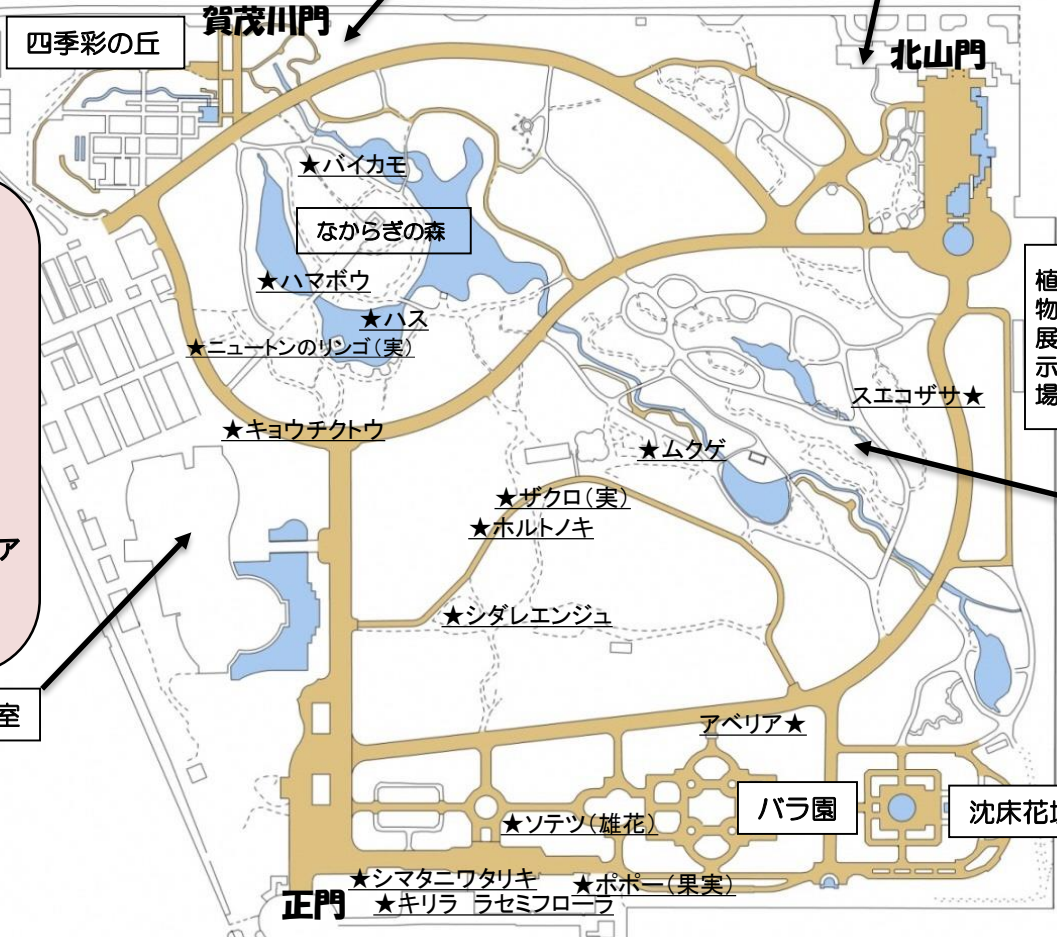 賀茂川門
四季彩の丘
北山門
★バイカモ
なからぎの森
★ハマボウ
★ハス
★ニュートンのリンゴ(実)
植
物
展
示
場
スエコザサ★
★キョウチクトウ
★ムクゲ
★ザクロ(実)
★ホルトノキ
ア
★シダレエンジュ
室
アベリア★
バラ園
沈床花壇
★ソテツ(雄花)
★シマタニワタリキ
★ポポー(果実)
正門
★キリラ ラセミフローラ